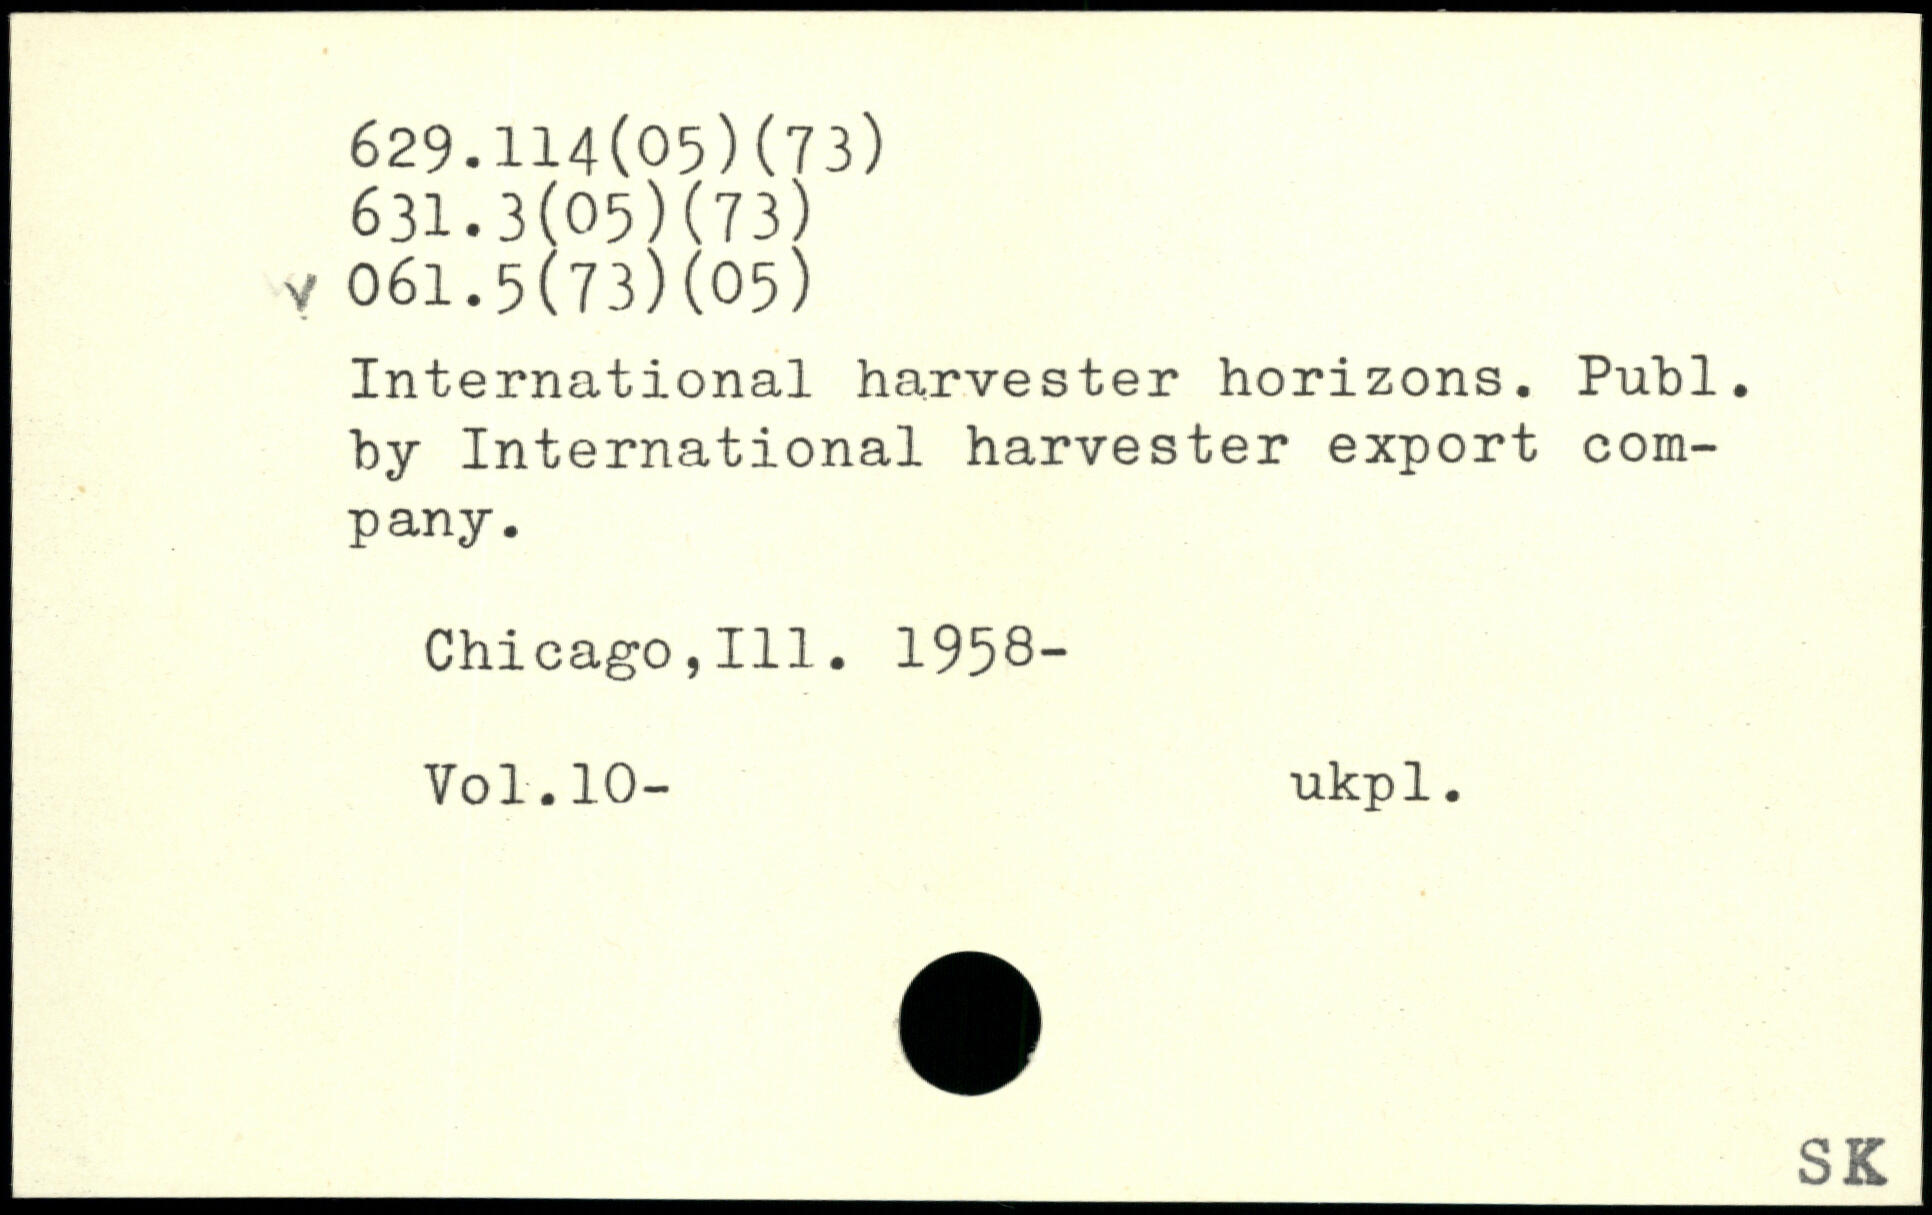 629.114(05)(73)
631.3(05)(73)
v 061.5(73)(05)
International harvester horizons. Publ.
by International harvester export com-
pany.
Chicago,Ill. 1958-
Vol.10- ukpl.
SK